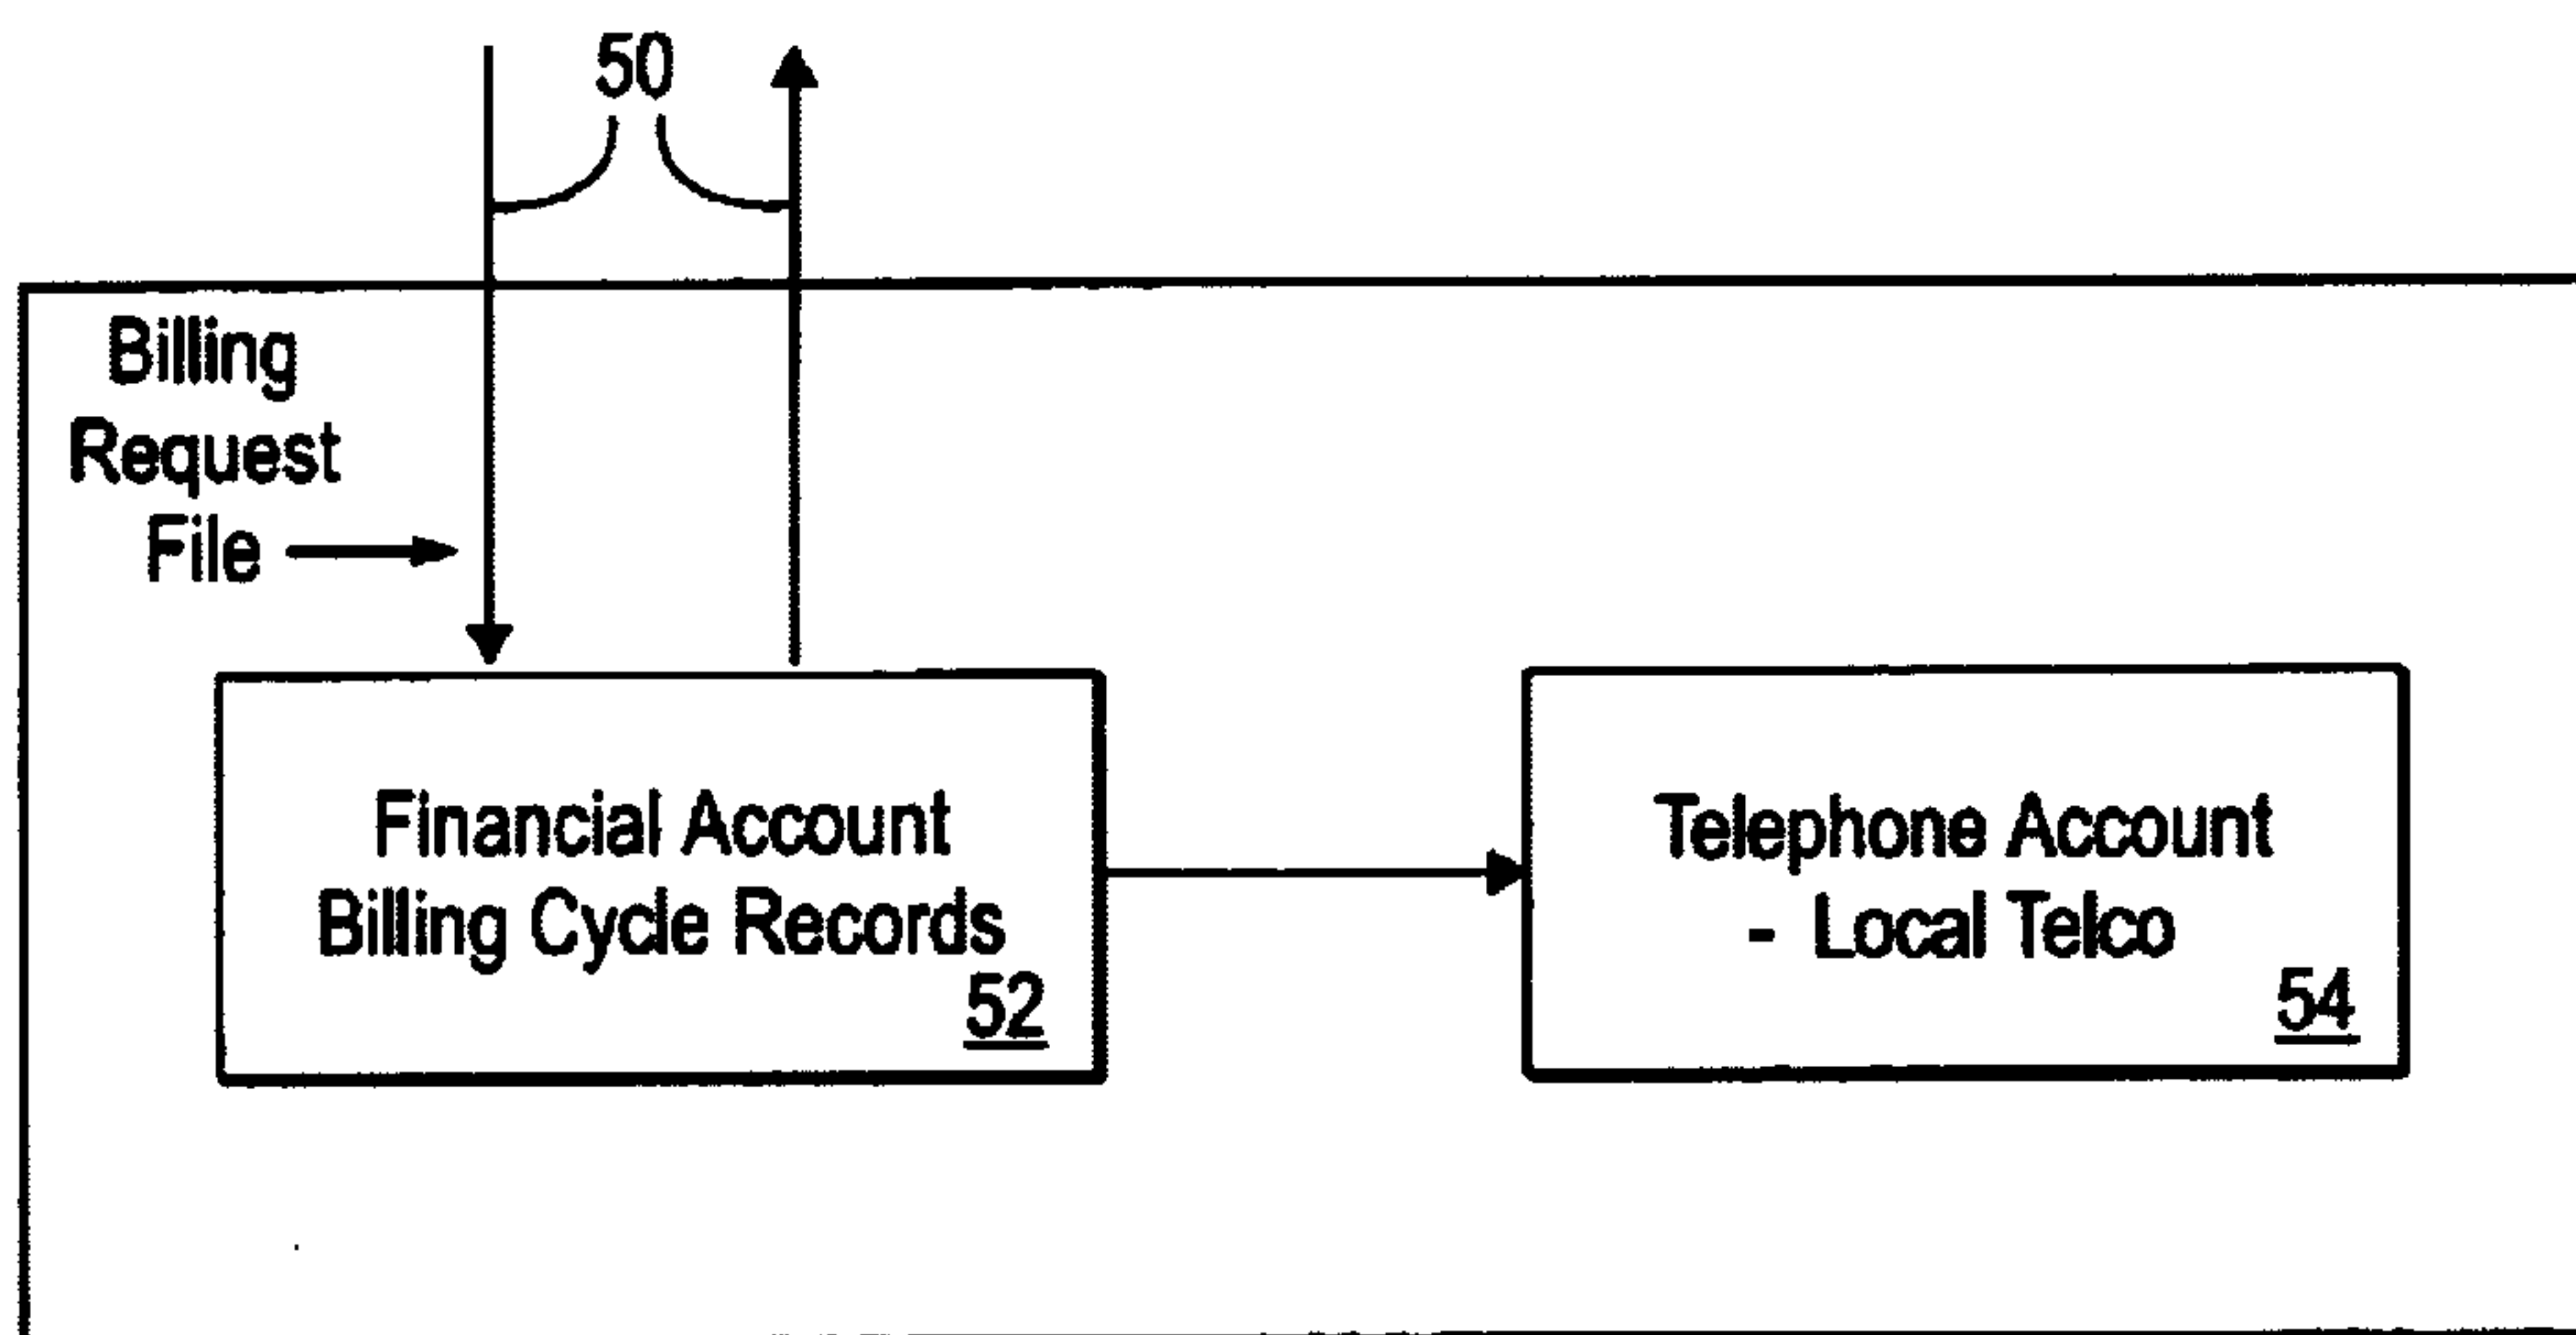 50
Billing
Request
File
Financial Account
Billing Cycle Records
52
Telephone Account
- Local Telco
54